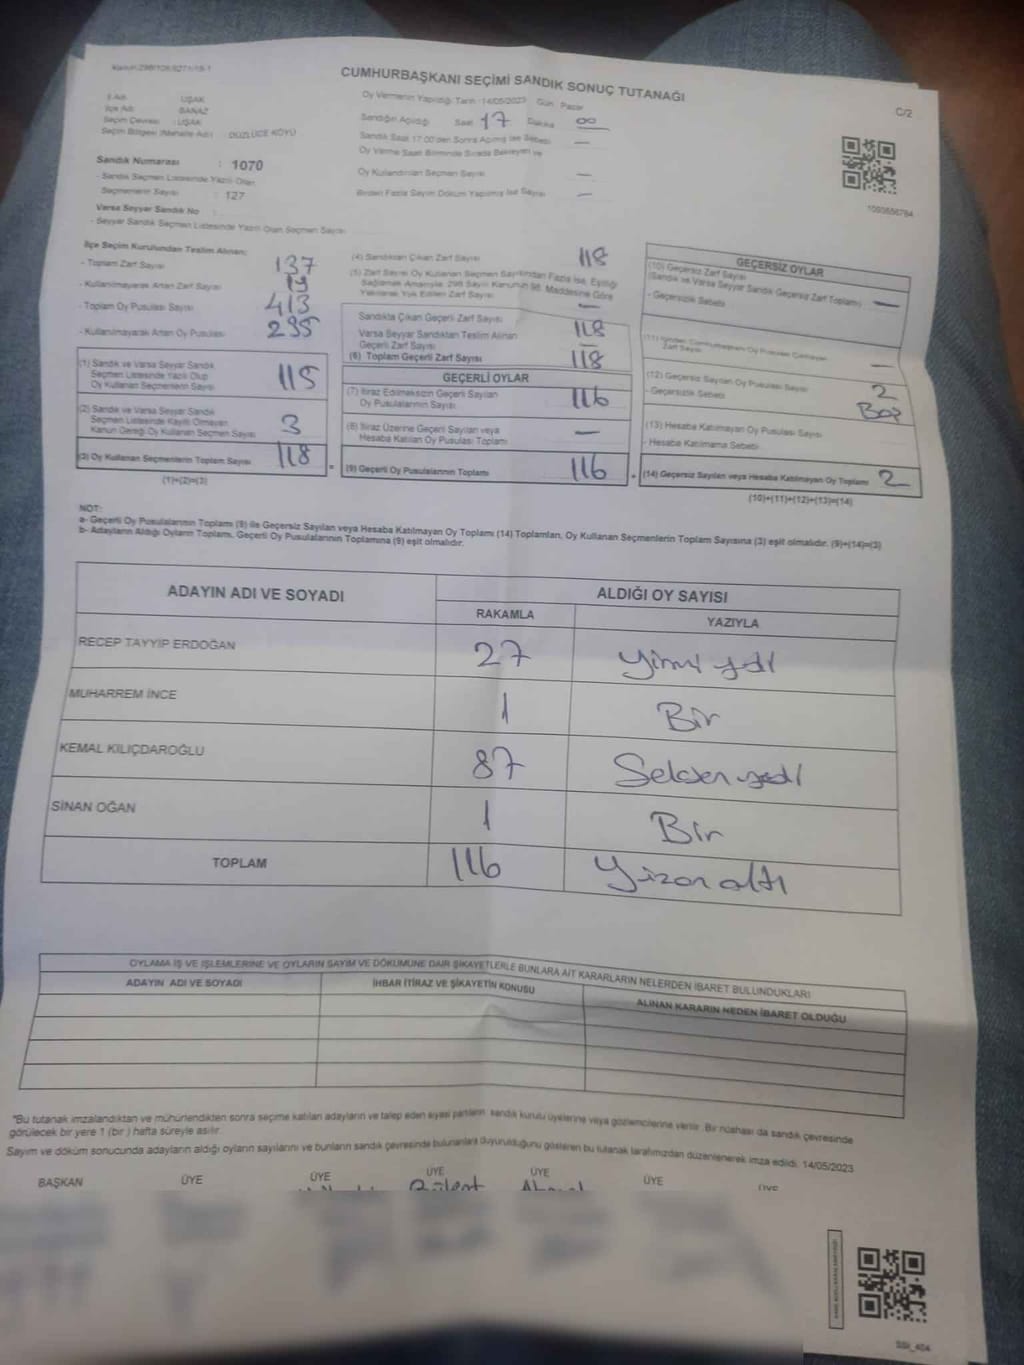 CUMHURBAŞKANI SEÇİMİ SANDIK SONUÇ TUTANAĞI
C/2
İl Adı : UŞAK
İlçe Adı : BANAZ
Seçim Çevresi : UŞAK
Seçim Bölgesi (Mahalle Adı) : DÜZLÜCE KÖYÜ
Oy Vermenin Yapıldığı Tarih : 14/05/2023 Gün : Pazar
Sandığın Açıldığı Saat 17 Dakika 00
Sandık Saat 17:00'den Sonra Açılmış İse Sebebi —
Oy Verme Saati Bitiminde Sırada Bekleyen ve
Oy Kullandırılan Seçmen Sayısı —
Birden Fazla Sayım Döküm Yapılmış İse Sayısı —
Sandık Numarası : 1070
- Sandık Seçmen Listesinde Yazılı Olan
Seçmenlerin Sayısı : 127
Varsa Seyyar Sandık No :
- Seyyar Sandık Seçmen Listesinde Yazılı Olan Seçmen Sayısı
1093656784
İlçe Seçim Kurulundan Teslim Alınan;
- Toplam Zarf Sayısı 137
- Kullanılmayarak Artan Zarf Sayısı 19
- Toplam Oy Pusulası Sayısı 413
- Kullanılmayarak Artan Oy Pusulası 295
(1) Sandık ve Varsa Seyyar Sandık
Seçmen Listesinde Yazılı Olup
Oy Kullanan Seçmenlerin Sayısı 115
(2) Sandık ve Varsa Seyyar Sandık
Seçmen Listesinde Kayıtlı Olmayan
Kanun Gereği Oy Kullanan Seçmen Sayısı 3
(3) Oy Kullanan Seçmenlerin Toplam Sayısı 118
(1)+(2)=(3)
(4) Sandıktan Çıkan Zarf Sayısı 118
(5) Zarf Sayısı Oy Kullanan Seçmen Sayısından Fazla İse, Eşitliği
Sağlamak Amacıyla, 298 Sayılı Kanunun 98. Maddesine Göre
Yakılarak Yok Edilen Zarf Sayısı —
Sandıkta Çıkan Geçerli Zarf Sayısı 118
Varsa Seyyar Sandıktan Teslim Alınan
Geçerli Zarf Sayısı —
(6) Toplam Geçerli Zarf Sayısı 118
GEÇERLİ OYLAR
(7) İtiraz Edilmeksizin Geçerli Sayılan
Oy Pusulalarının Sayısı 116
(8) İtiraz Üzerine Geçerli Sayılan veya
Hesaba Katılan Oy Pusulası Toplamı —
(9) Geçerli Oy Pusulalarının Toplamı 116
GEÇERSİZ OYLAR
(10) Geçersiz Zarf Sayısı
(Sandık ve Varsa Seyyar Sandık Geçersiz Zarf Toplamı) —
- Geçersizlik Sebebi
Zarf Sayısı —
(12) Geçersiz Sayılan Oy Pusulası Sayısı 2
- Geçersizlik Sebebi Boş
(13) Hesaba Katılmayan Oy Pusulası Sayısı
- Hesaba Katılmama Sebebi
(14) Geçersiz Sayılan veya Hesaba Katılmayan Oy Toplamı 2
(10)+(11)+(12)+(13)=(14)
NOT:
a- Geçerli Oy Pusulalarının Toplamı (9) ile Geçersiz Sayılan veya Hesaba Katılmayan Oy Toplamı (14) Toplamları, Oy Kullanan Seçmenlerin Toplam Sayısına (3) eşit olmalıdır. (9)+(14)=(3)
b- Adayların Aldığı Oyların Toplamı, Geçerli Oy Pusulalarının Toplamına (9) eşit olmalıdır.
ADAYIN ADI VE SOYADI
ALDIĞI OY SAYISI
RAKAMLA YAZIYLA
RECEP TAYYİP ERDOĞAN 27 Yirmi yedi
MUHARREM İNCE 1 Bir
KEMAL KILIÇDAROĞLU 87 Seksen yedi
SİNAN OĞAN 1 Bir
TOPLAM 116 Yüzon altı
OYLAMA İŞ VE İŞLEMLERİNE VE OYLARIN SAYIM VE DÖKÜMÜNE DAİR ŞİKAYETLERLE BUNLARA AİT KARARLARIN NELERDEN İBARET BULUNDUKLARI
ADAYIN ADI VE SOYADI İHBAR İTİRAZ VE ŞİKAYETİN KONUSU ALINAN KARARIN NEDEN İBARET OLDUĞU
"Bu tutanak imzalandıktan ve mühürlendikten sonra seçime katılan adayların ve talep eden siyasi partilerin sandık kurulu üyelerine veya gözlemcilerine verilir. Bir nüshası da sandık çevresinde
görülecek bir yere 1 (bir) hafta süreyle asılır.
Sayım ve döküm sonucunda adayların aldığı oyların sayılarını ve bunların sandık çevresinde bulunanlara duyurulduğunu gösteren bu tutanak tarafımızdan düzenlenerek imza edildi. 14/05/2023
BAŞKAN ÜYE ÜYE ÜYE ÜYE ÜYE ÜYE
Bülent